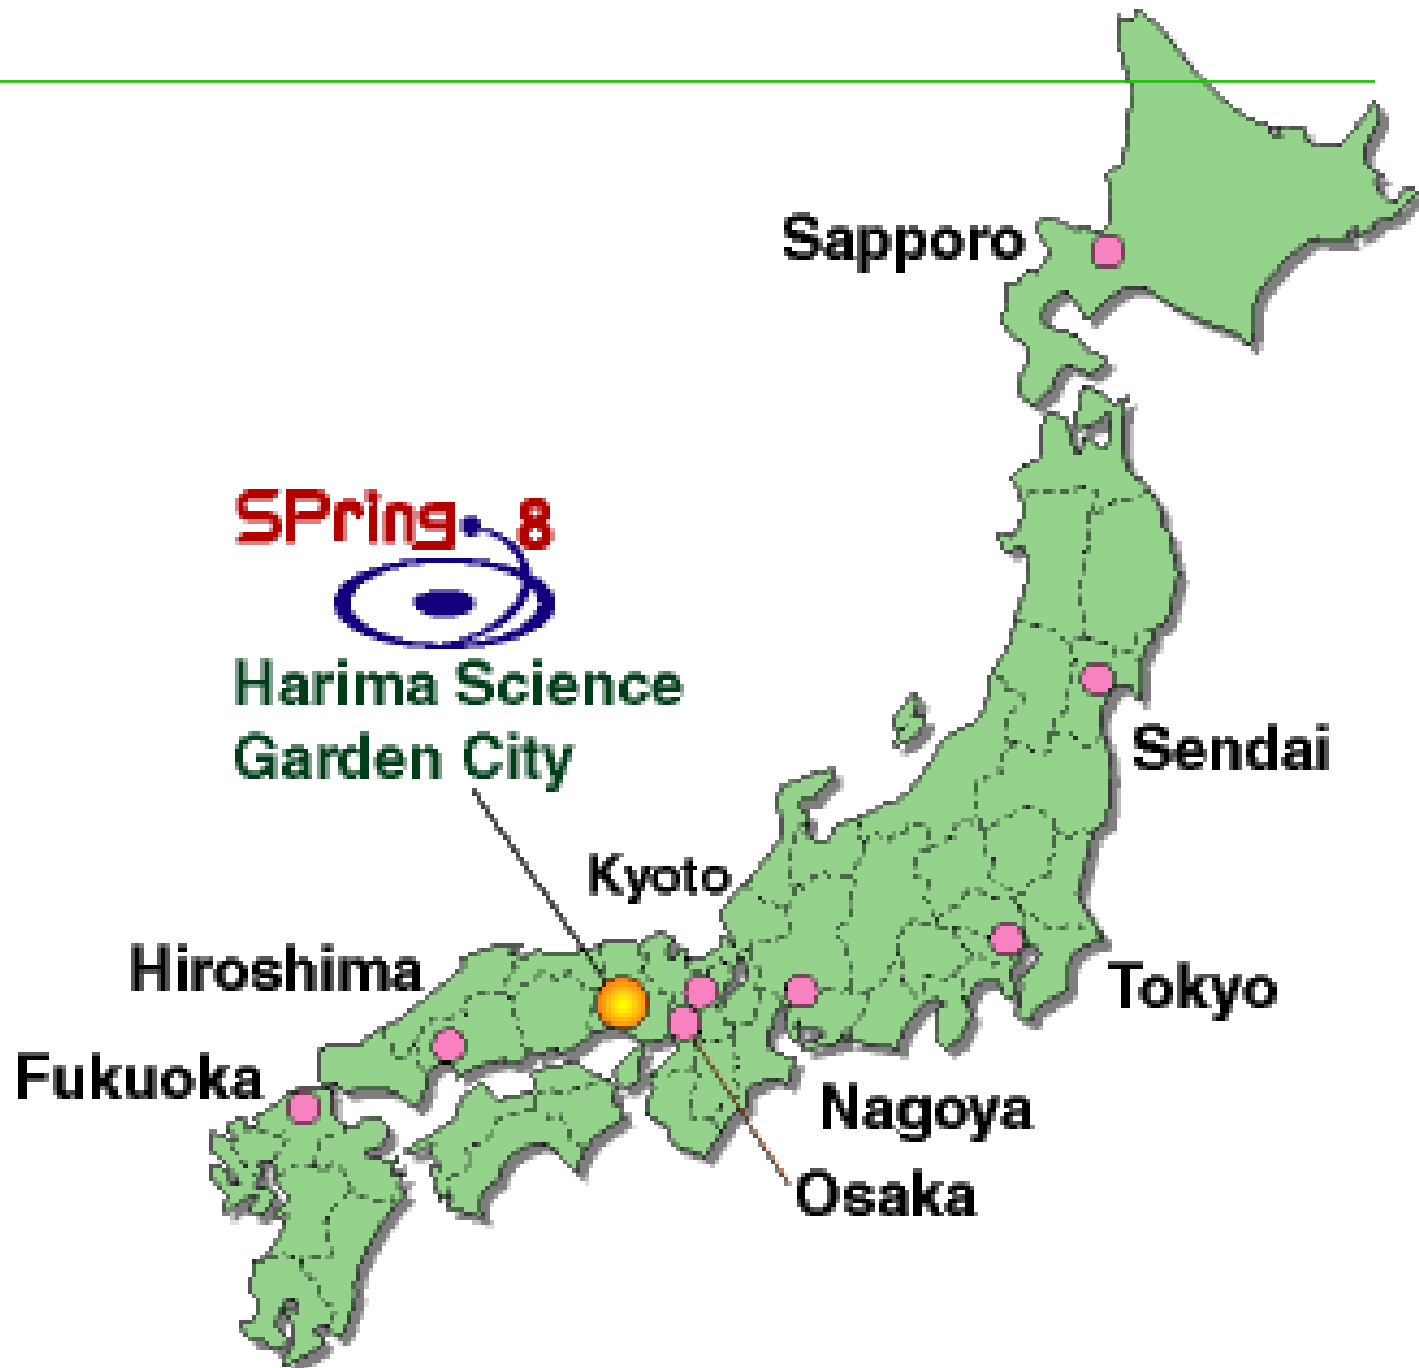 Sapporo
SPring-8
Harima Science
Garden City
Sendai
Kyoto
Hiroshima
Tokyo
Fukuoka
Nagoya
Osaka